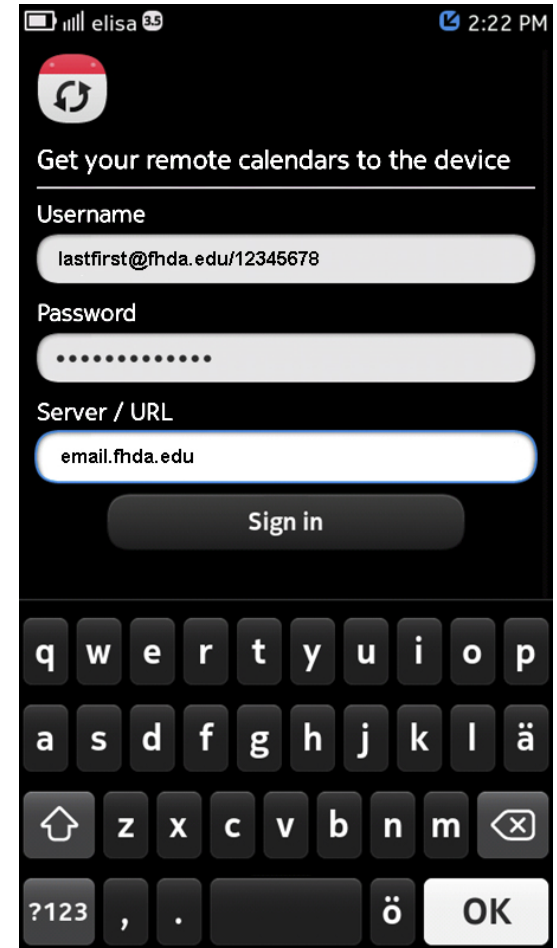 elisa 3.5 2:22 PM
Get your remote calendars to the device
Username
lastfirst@fhda.edu/12345678
Password
•••••••••••••
Server / URL
email.fhda.edu
Sign in
q w e r t y u i o p
a s d f g h j k l ä
z x c v b n m
?123 , . ö OK